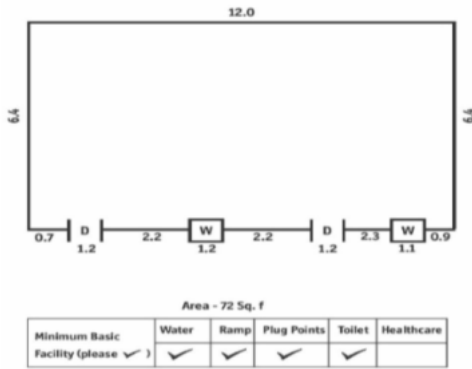 12.0
6.4 6.4
D W D W
0.7 1.2 2.2 1.2 2.2 1.2 2.3 1.1 0.9
Area - 72 Sq. f
Minimum Basic Water Ramp Plug Points Toilet Healthcare
Facility (please ✓ ) ✓ ✓ ✓ ✓